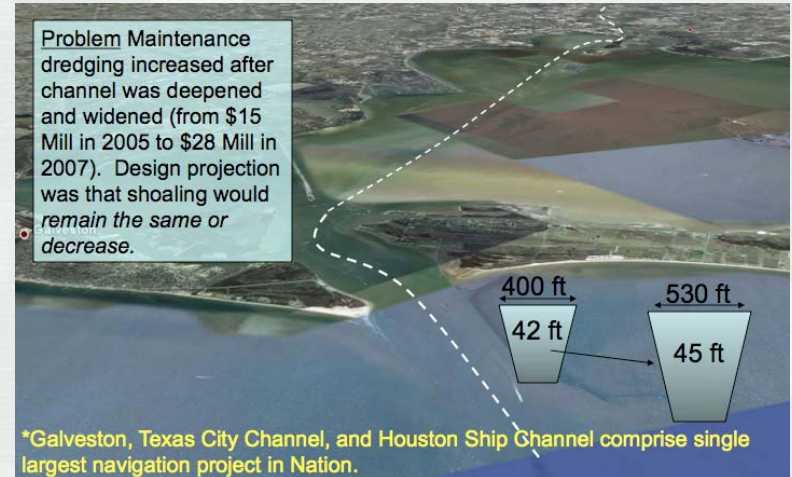 Problem Maintenance
dredging increased after
channel was deepened
and widened (from $15
Mill in 2005 to $28 Mill in
2007). Design projection
was that shoaling would
remain the same or
decrease.
Galveston
400 ft
530 ft
42 ft
45 ft
*Galveston, Texas City Channel, and Houston Ship Channel comprise single
largest navigation project in Nation.